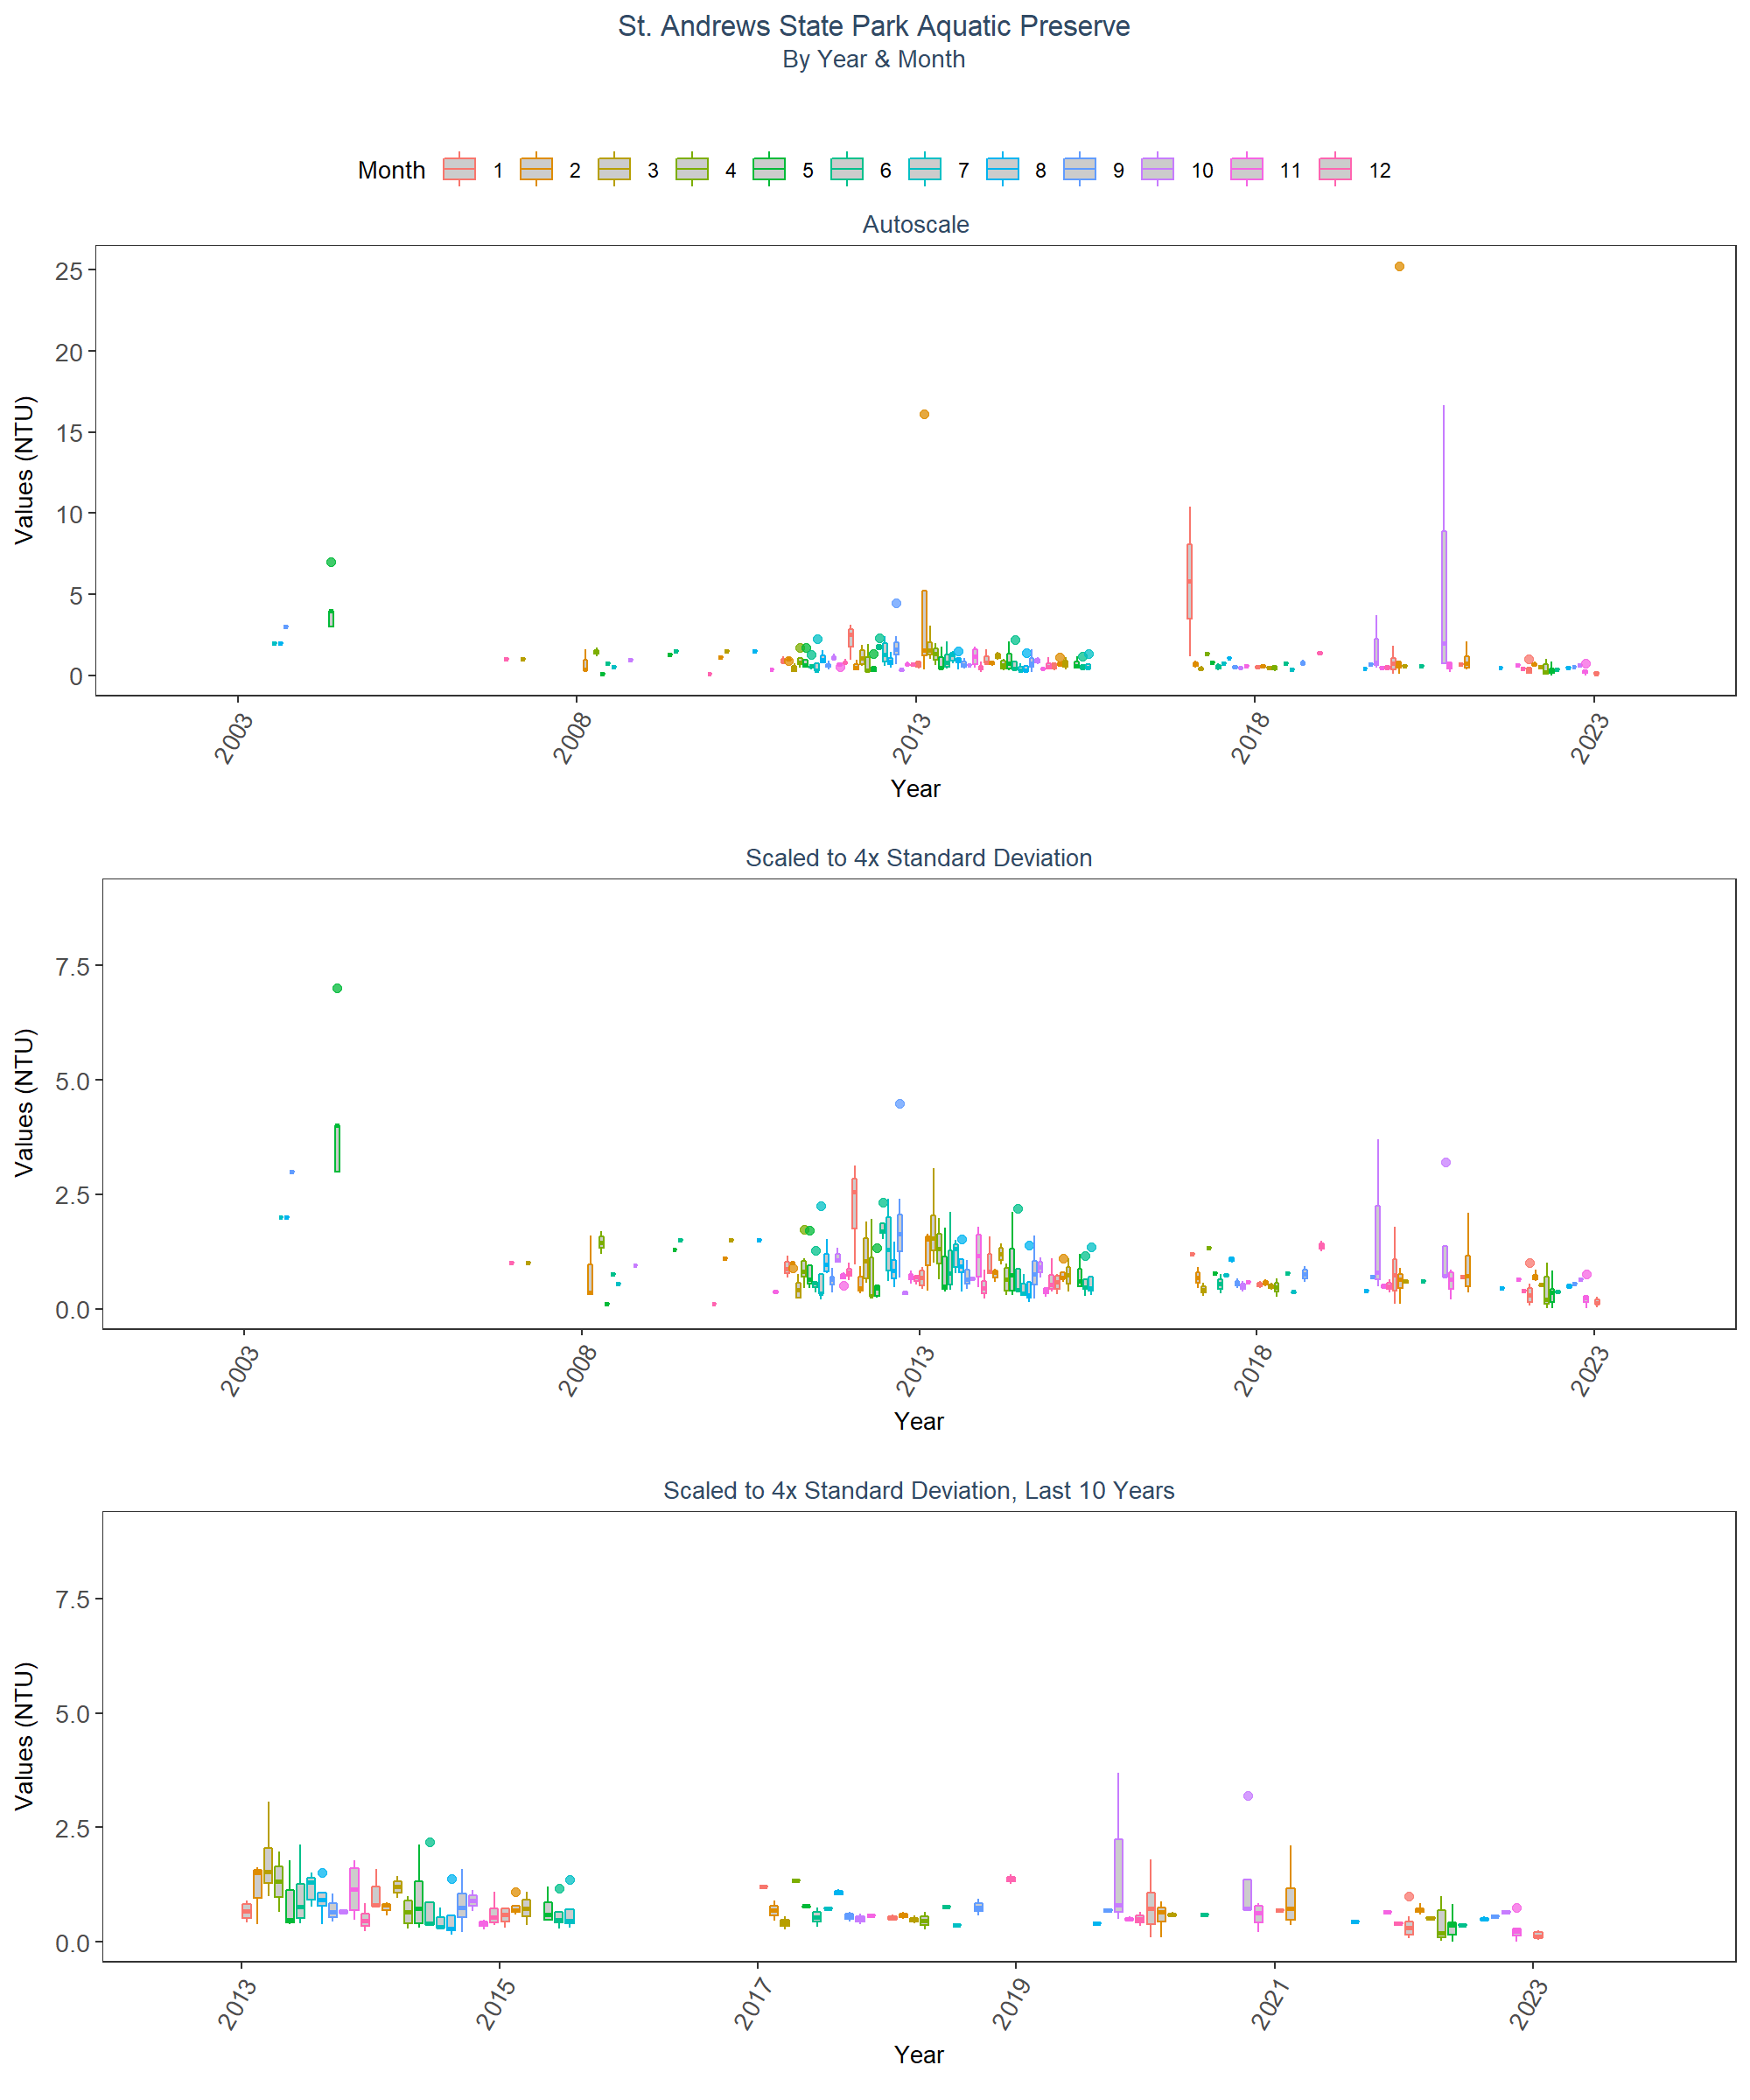 St. Andrews State Park Aquatic Preserve
By Year & Month
Month 1 2 3 4 5 6 7 8 9 10 11 12
Autoscale
Values (NTU)
25
20
15
10
5
0
2003 2008 2013 2018 2023
Year
Scaled to 4x Standard Deviation
Values (NTU)
7.5
5.0
2.5
0.0
2003 2008 2013 2018 2023
Year
Scaled to 4x Standard Deviation, Last 10 Years
Values (NTU)
7.5
5.0
2.5
0.0
2013 2015 2017 2019 2021 2023
Year